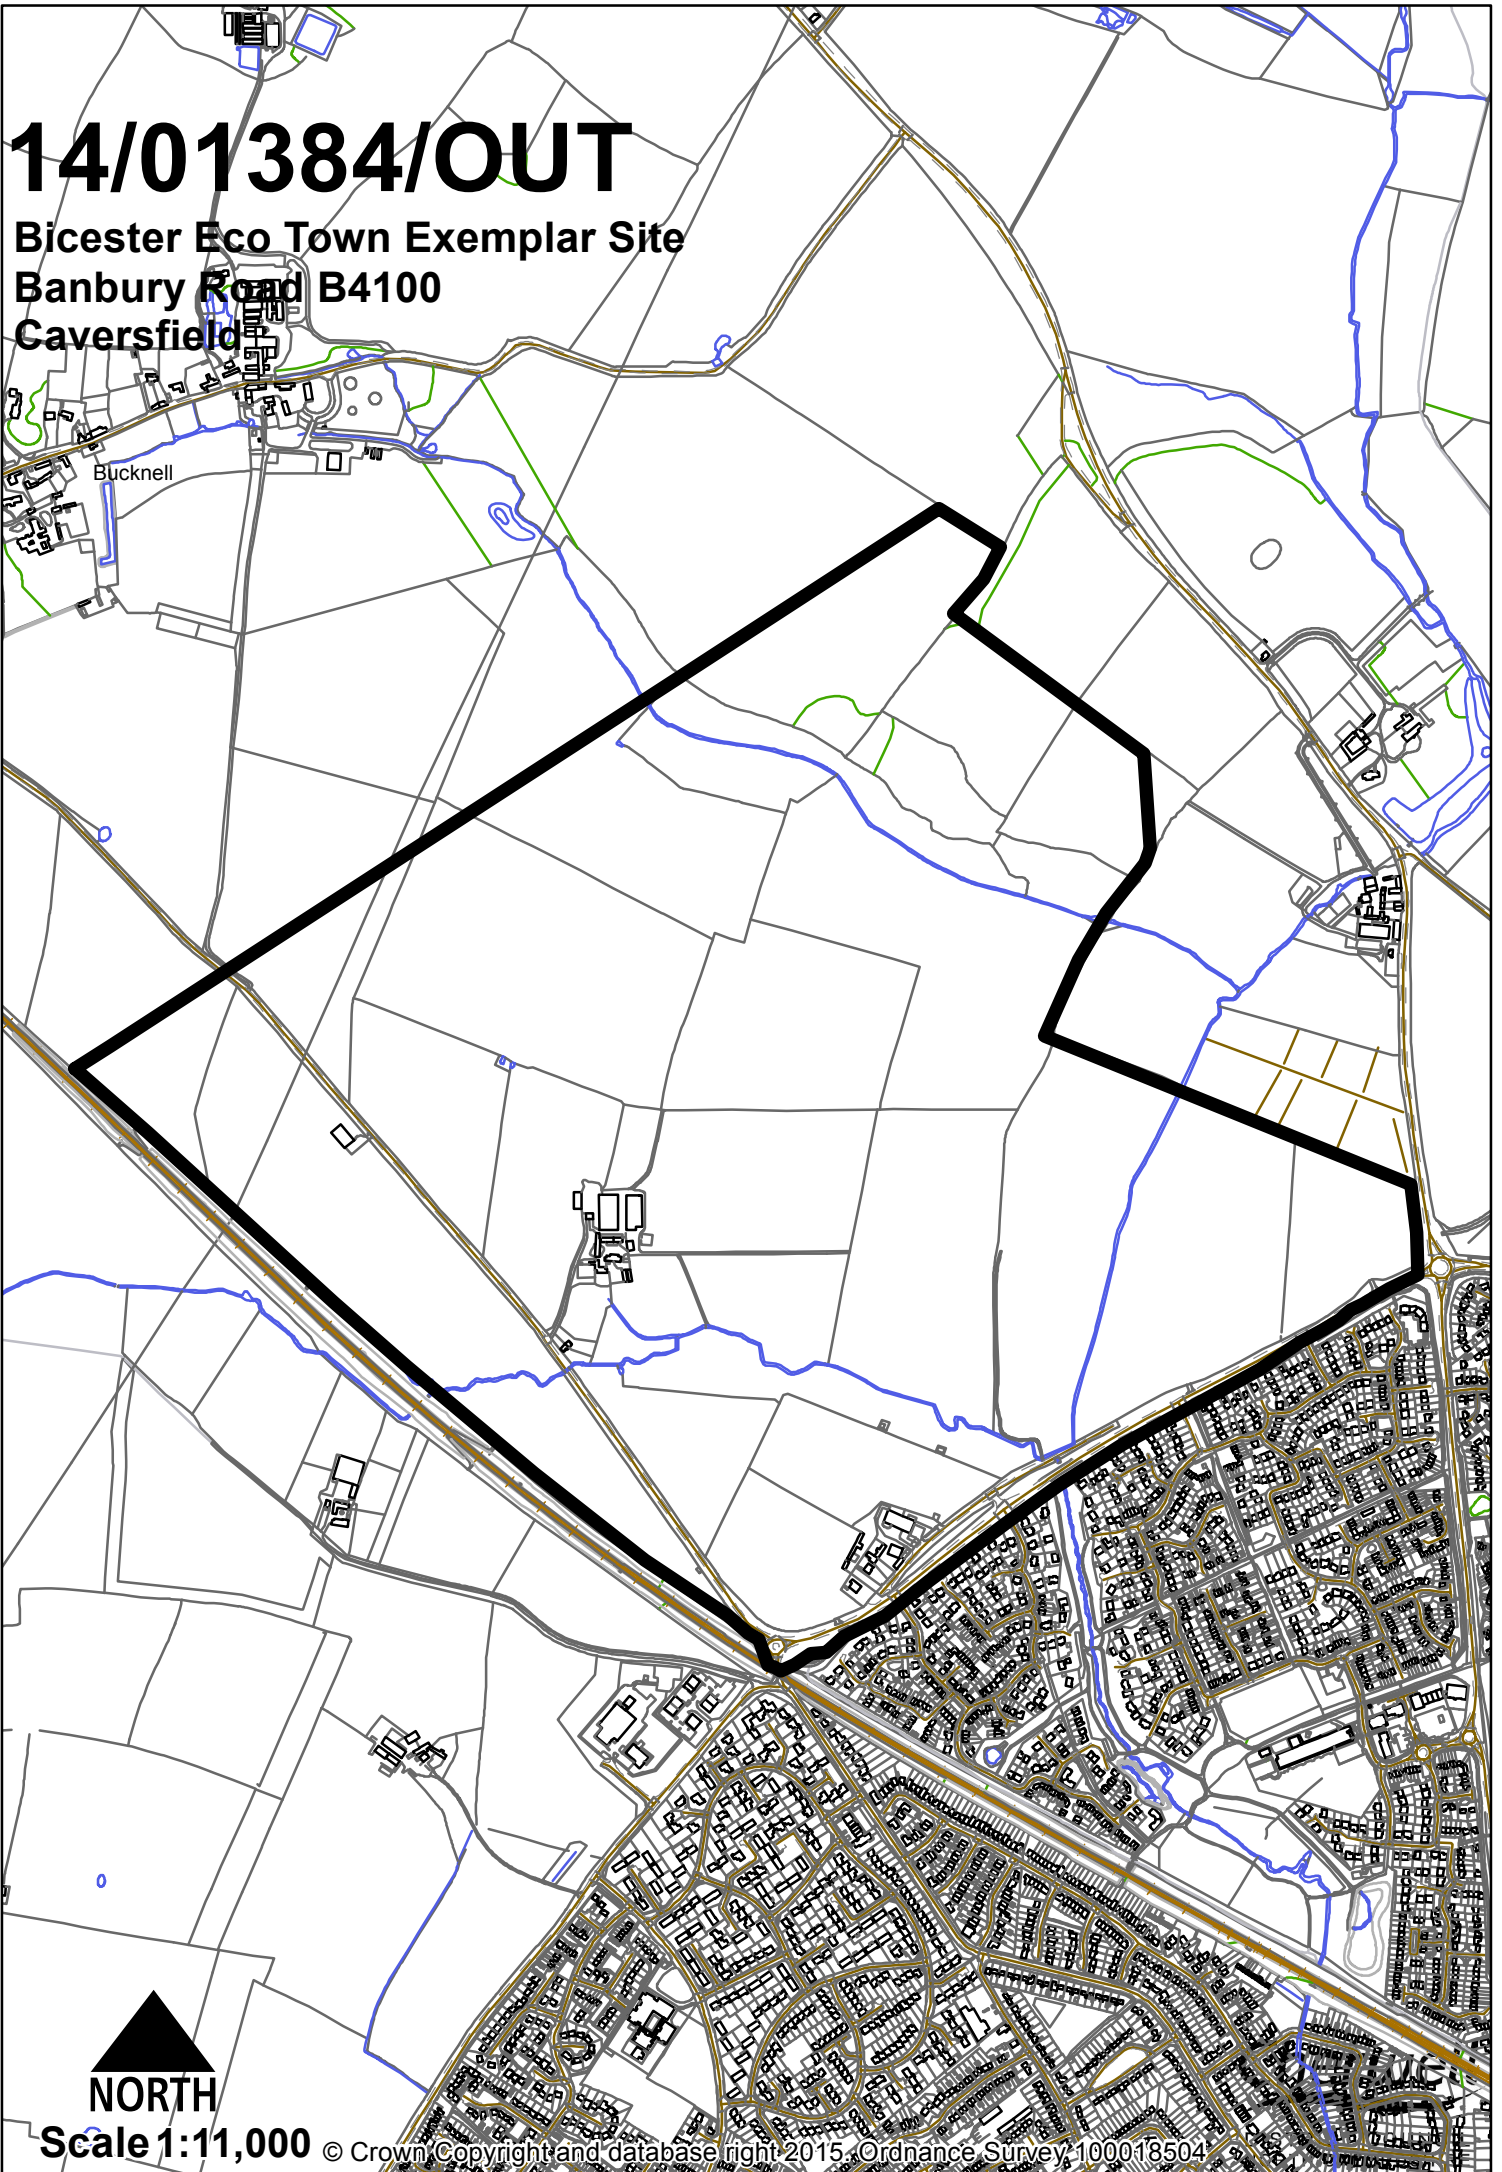 14/01384/OUT
Bicester Eco Town Exemplar Site
Banbury Road B4100
Caversfield
Bucknell
NORTH
Scale 1:11,000
© Crown Copyright and database right 2015. Ordnance Survey 100018504